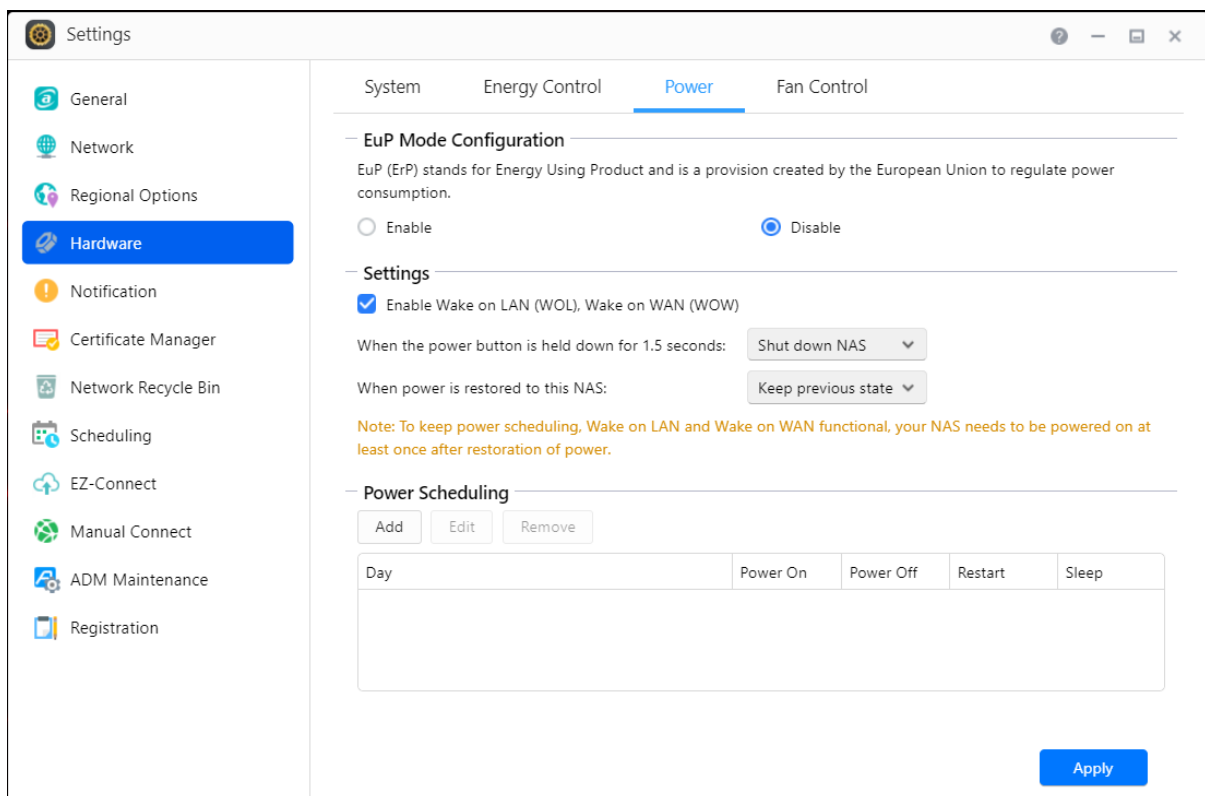 Settings
General
Network
Regional Options
Hardware
Notification
Certificate Manager
Network Recycle Bin
Scheduling
EZ-Connect
Manual Connect
ADM Maintenance
Registration
System Energy Control Power Fan Control
EuP Mode Configuration
EuP (ErP) stands for Energy Using Product and is a provision created by the European Union to regulate power
consumption.
Enable Disable
Settings
Enable Wake on LAN (WOL), Wake on WAN (WOW)
When the power button is held down for 1.5 seconds: Shut down NAS
When power is restored to this NAS: Keep previous state
Note: To keep power scheduling, Wake on LAN and Wake on WAN functional, your NAS needs to be powered on at
least once after restoration of power.
Power Scheduling
Add Edit Remove
Day Power On Power Off Restart Sleep
Apply